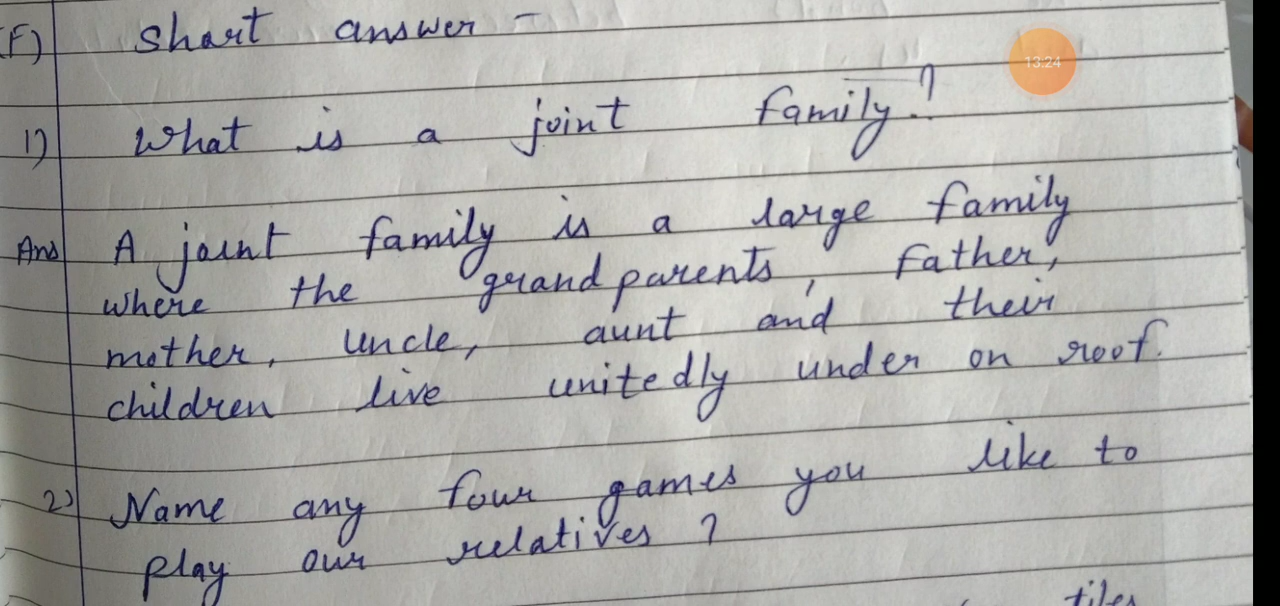 F) Short answer -
13:24
1) What is a joint family?
Ans A joint family is a large family
where the grandparents, father,
mother, uncle, aunt and their
children live unitedly under on roof.
2) Name any four games you like to
play our relatives ?